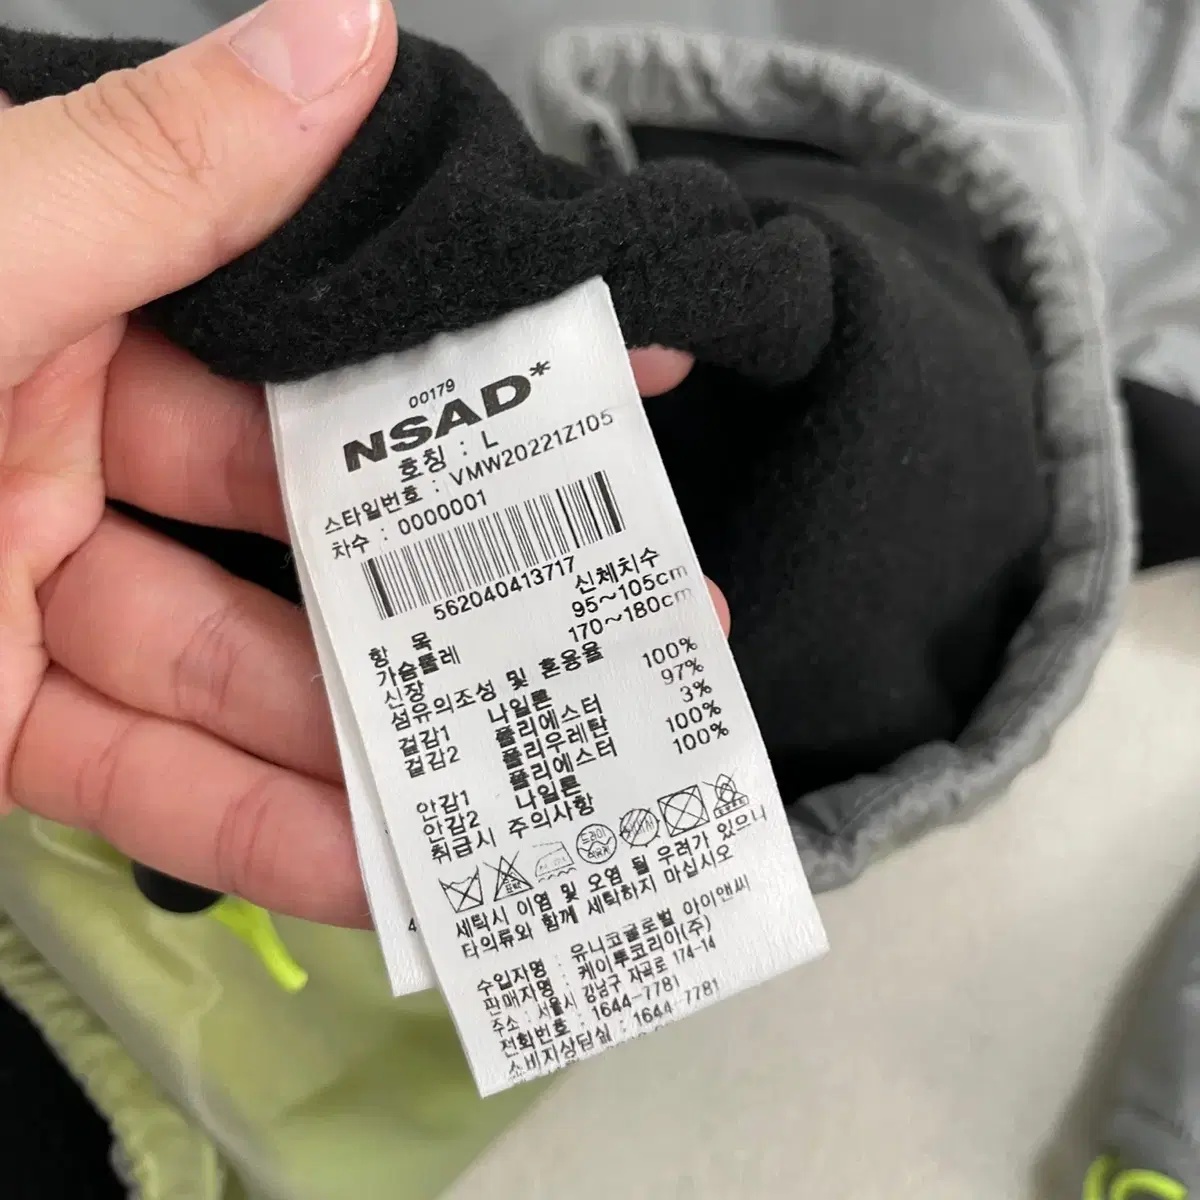 00179
NSAD*
호칭 : L
스타일번호 : VMW20221Z105
차수 : 0000001
562040413717
항 목 신체치수
가슴둘레 95~105cm
신장 170~180cm
섬유의조성 및 혼용율
겉감1 나일론 100%
겉감2 폴리에스터 97%
폴리우레탄 3%
안감1 폴리에스터 100%
안감2 나일론 100%
취급시 주의사항
표백
드라이
세탁시 이염 및 오염 될 우려가 있으니
타의류와 함께 세탁하지 마십시오
수입자명 : 유니코글로벌 아이앤씨
판매자명 : 케이투코리아(주)
주소 : 서울시 강남구 자곡로 174-14
전화번호 : 1644-7781
소비자상담실 : 1644-7781
4